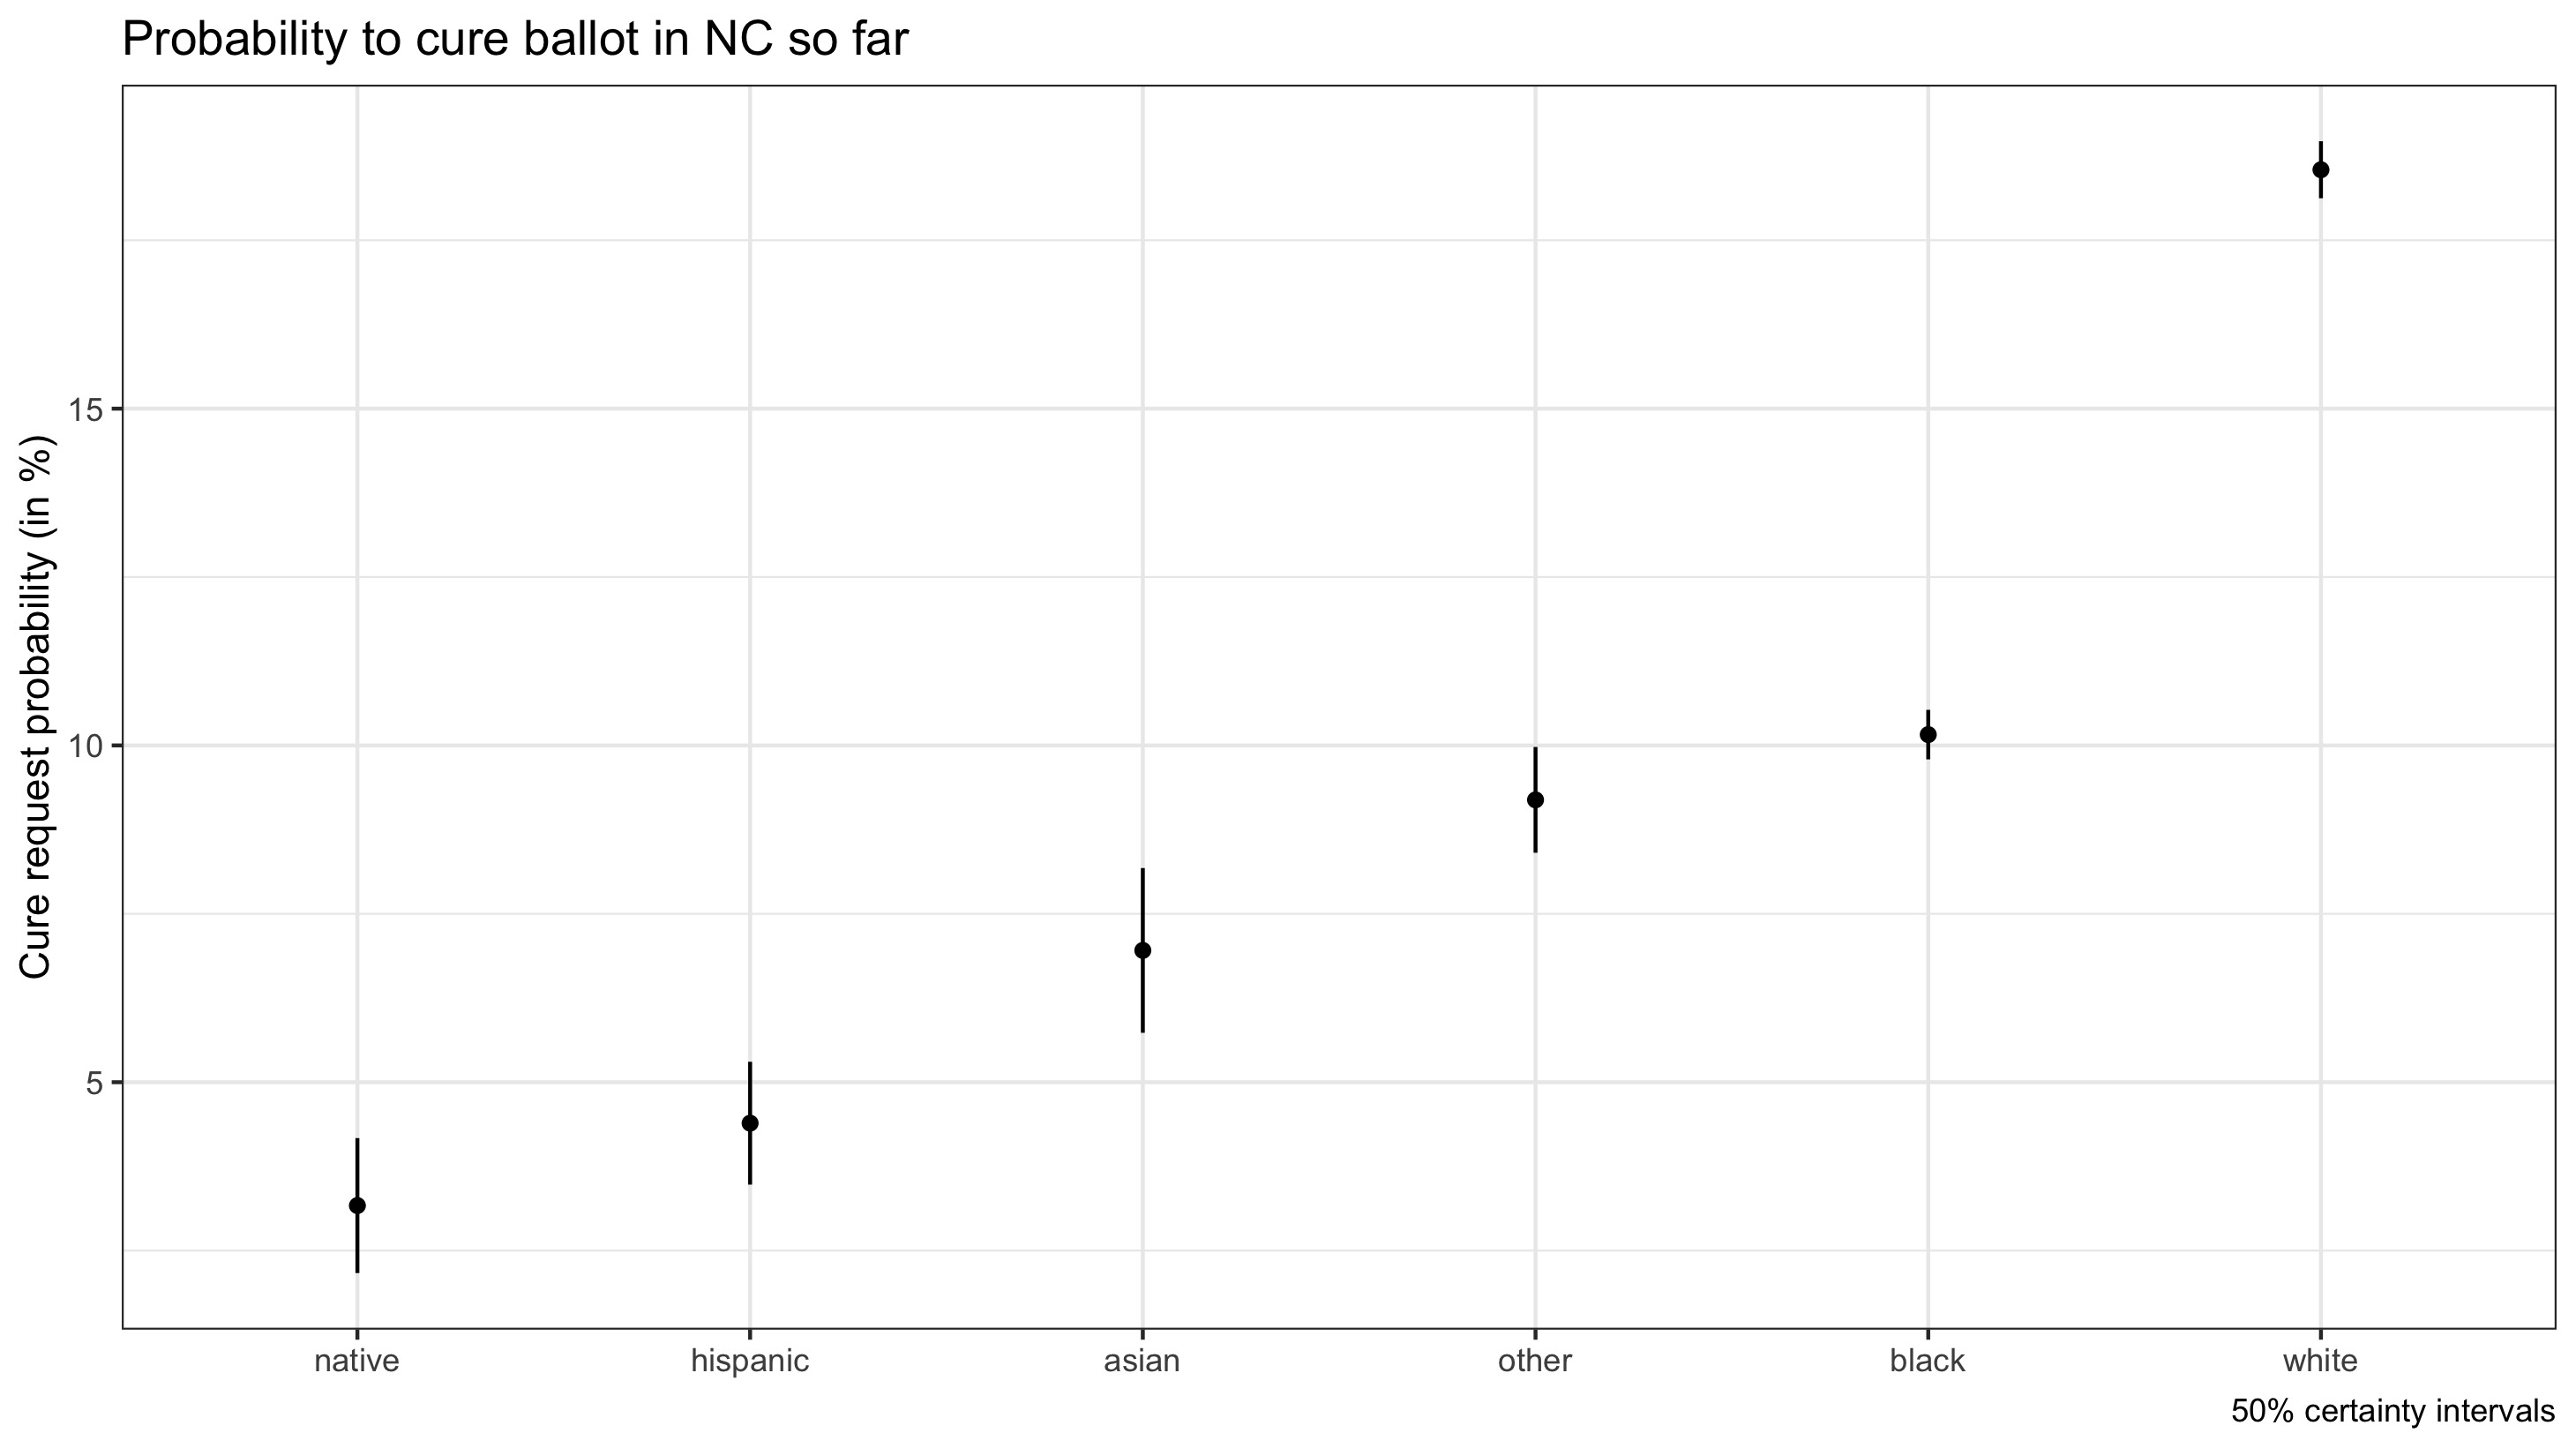 Probability to cure ballot in NC so far
Cure request probability (in %)
15
10
5
native
hispanic
asian
other
black
white
50% certainty intervals